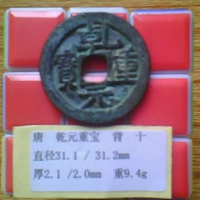 乾元重寶
唐 乾元重宝 背 十
直径31.1 / 31.2mm
厚2.1 /2.0mm 重9.4g